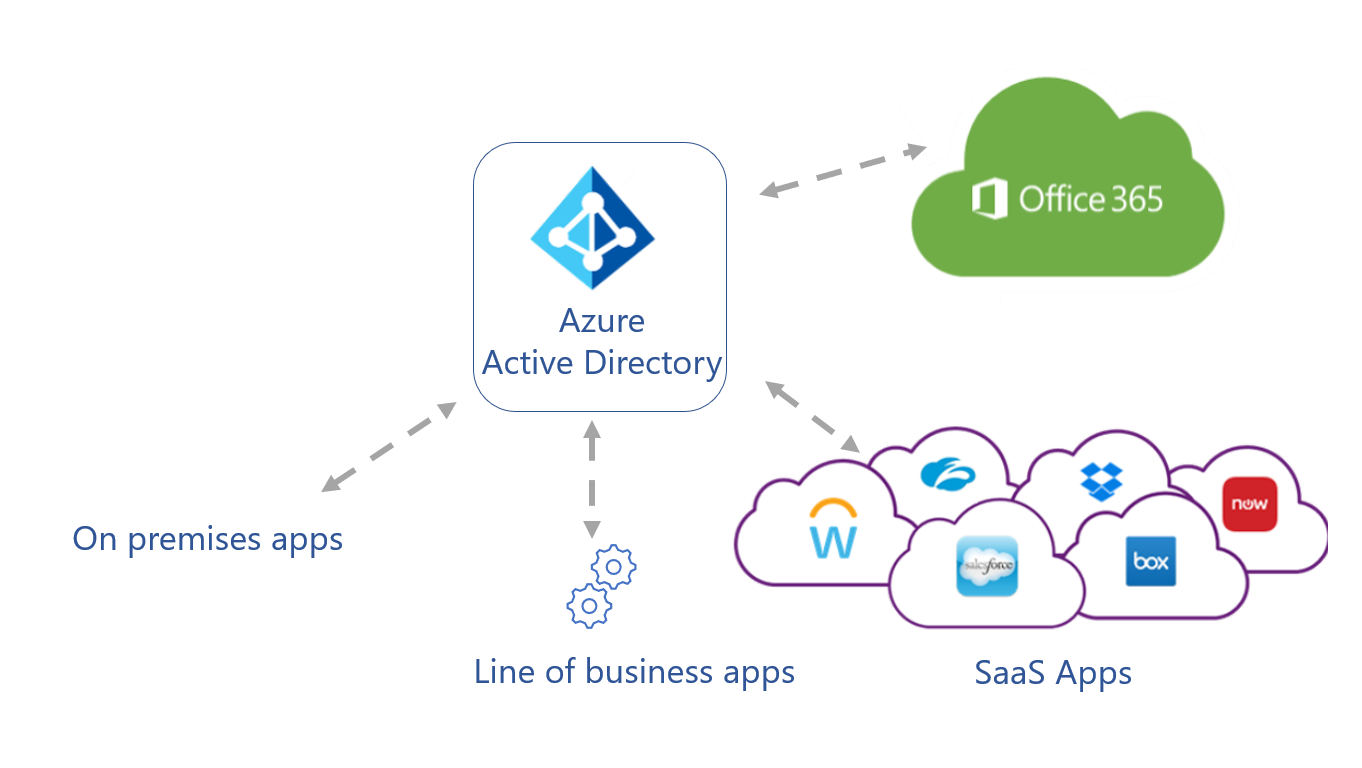 Office 365
Azure
Active Directory
now
W
salesforce
box
On premises apps
Line of business apps
SaaS Apps